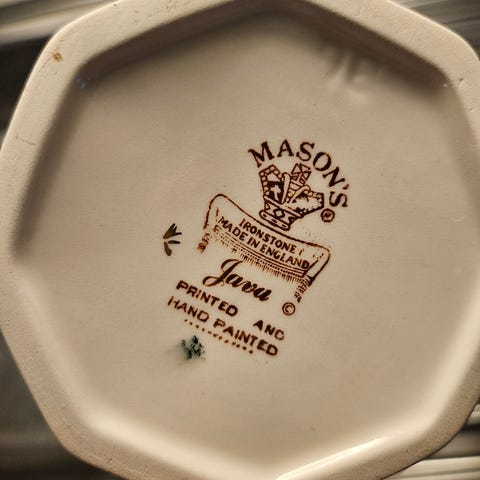 MASON'S ®
IRONSTONE
MADE IN ENGLAND
Java ©
PRINTED AND
HAND PAINTED